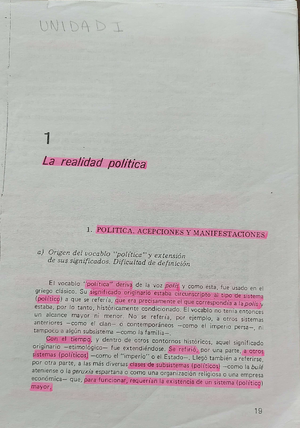 UNIDAD I
1
La realidad política
1. POLITICA, ACEPCIONES Y MANIFESTACIONES.
a) Origen del vocablo "política" y extensión
de sus significados. Dificultad de definición
El vocablo "política" deriva de la voz polis y como ésta, fue usado en el
griego clásico. Su significado originario estaba circunscripto al tipo de sistema
(político) a que se refería, que era precisamente el que correspondía a la polis y
estaba, por lo tanto, históricamente condicionado. El vocablo no tenía entonces
un alcance mayor ni menor. No se refería, por ejemplo, a otros sistemas
anteriores —como el clan— o contemporáneos —como el imperio persa—, ni
tampoco a algún subsistema —como la familia—.
Con el tiempo, y dentro de otros contornos históricos, aquel significado
originario —etimológico— fue extendiéndose. Se refirió, por una parte, a otros
sistemas (políticos) —como el "imperio" o el Estado—. Llegó también a referirse,
por otra parte, a las más diversas clases de subsistemas (políticos) —como la bulé
ateniense o la como una organización religiosa o una empresa
económica— que, para funcionar, requerían la existencia de un sistema (político)
mayor.
19